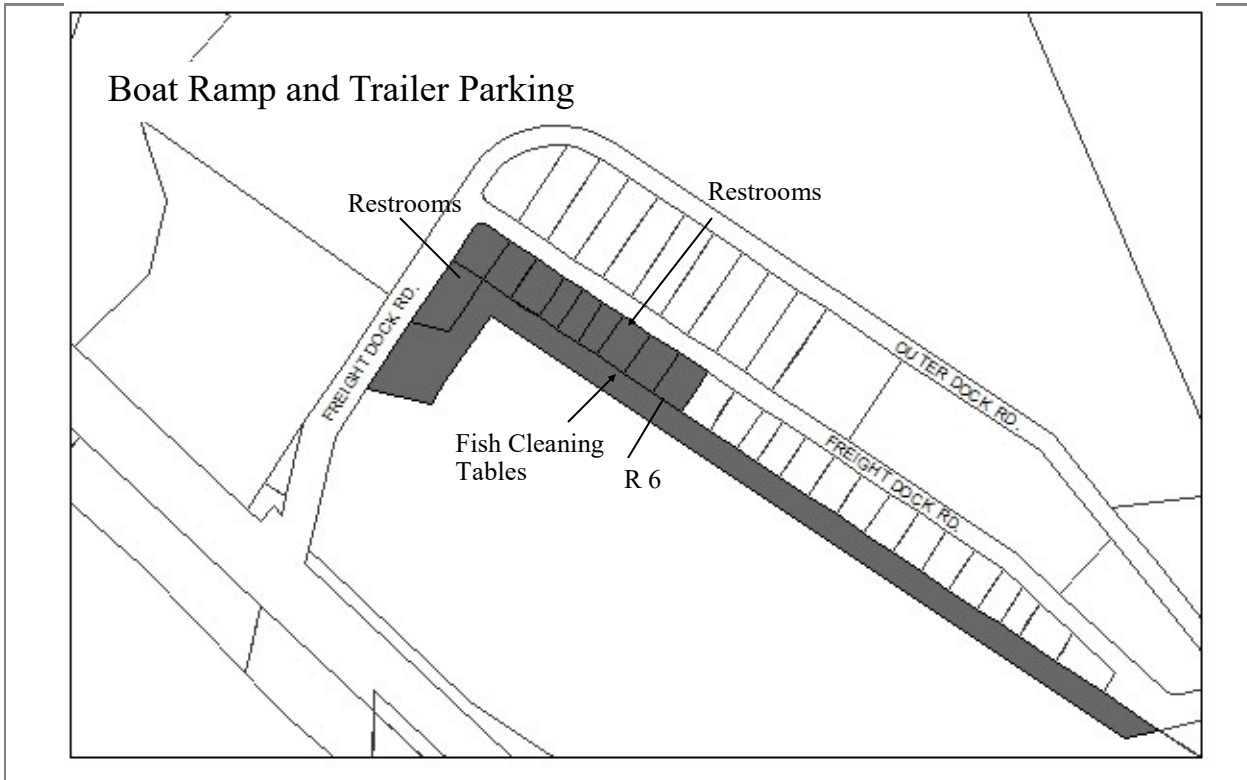 Boat Ramp and Trailer Parking
Restrooms
Restrooms
FREIGHT DOCK RD.
OUTER DOCK RD.
FREIGHT DOCK RD.
Fish Cleaning
Tables
R 6